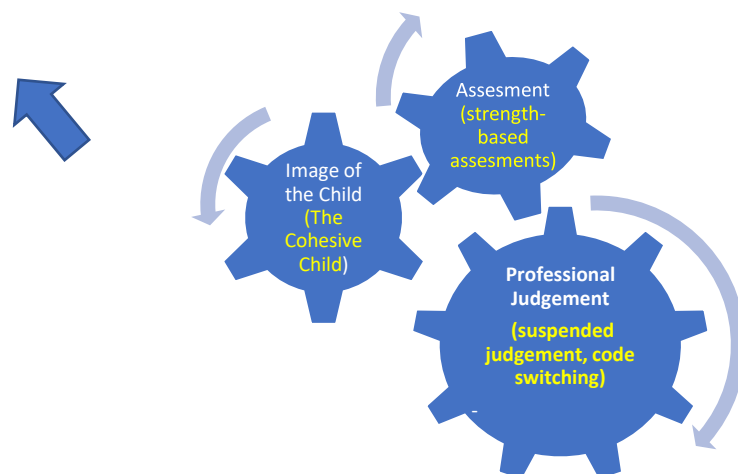 Assesment
(strength-
based
assesments)
Image of
the Child
(The
Cohesive
Child)
Professional
Judgement
(suspended
judgement, code
switching)
-